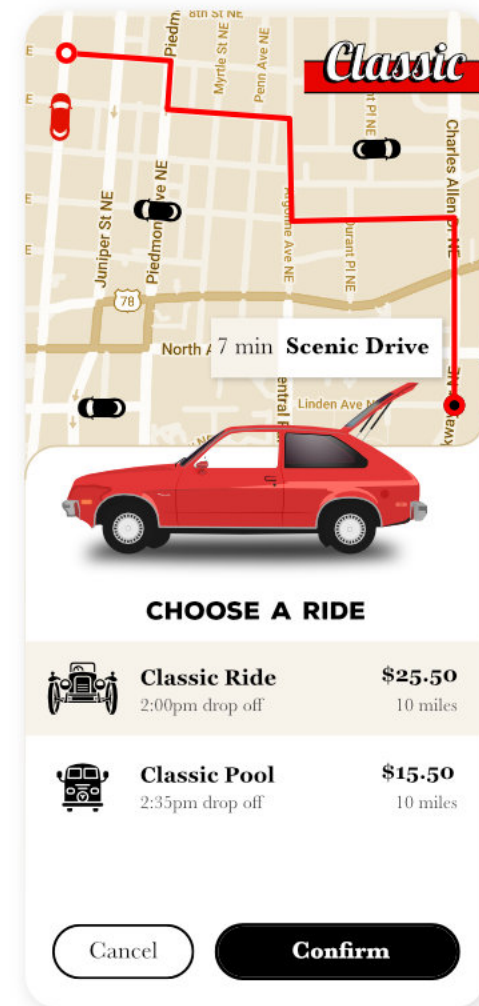 8th St NE
Piedm
Myrtle St NE
Penn Ave NE
Classic
E
E
t Pl NE
Charles Allen Dr NE
Juniper St NE
Piedmont Ave NE
Argonne Ave NE
Durant Pl NE
E
E
78
North A
7 min Scenic Drive
entral P
Linden Ave N
kway NE
CHOOSE A RIDE
Classic Ride $25.50
2:00pm drop off 10 miles
Classic Pool $15.50
2:35pm drop off 10 miles
Cancel Confirm